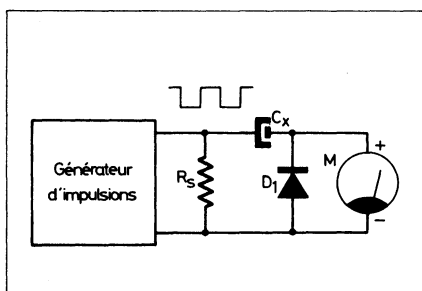 Générateur
d'impulsions
Rs
Cx
D1
M
+
−